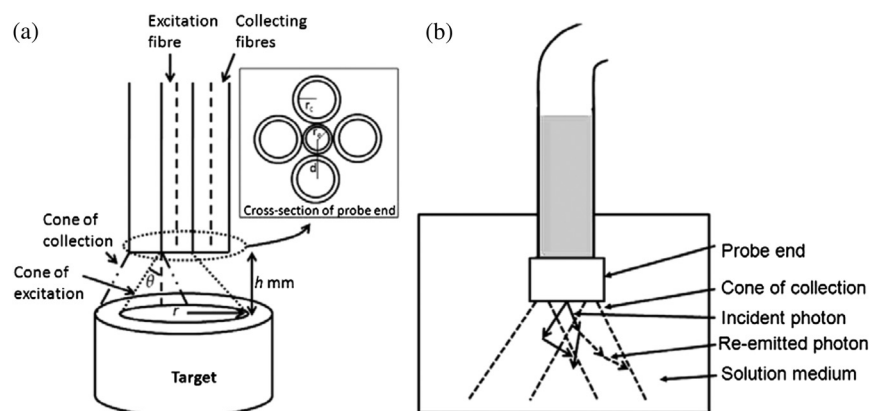 (a)
Excitation
fibre
Collecting
fibres
r_c
r_e
d
Cross-section of probe end
Cone of
collection
Cone of
excitation
θ
h mm
r
Target
(b)
Probe end
Cone of collection
Incident photon
Re-emitted photon
Solution medium